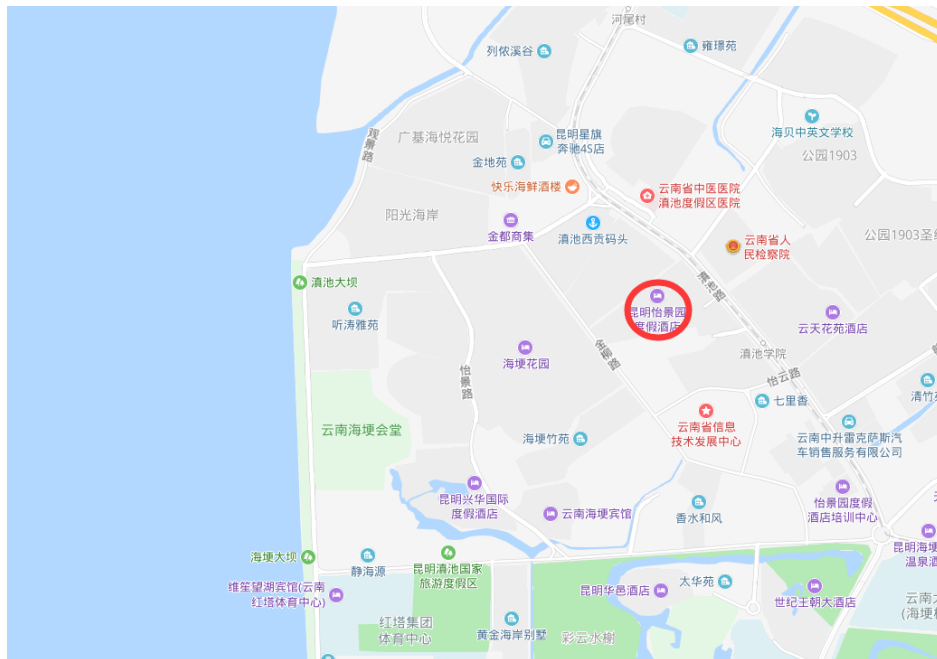 河尾村
列侬溪谷
雍璟苑
观景路
广基海悦花园
昆明星旗
奔驰4S店
海贝中英文学校
公园1903
金地苑
快乐海鲜酒楼
云南省中医医院
滇池度假区医院
阳光海岸
金都商集
滇池西贡码头
云南省人
民检察院
公园1903圣
滇池大坝
滇池路
昆明怡景园
度假酒店
听涛雅苑
云天花苑酒店
海埂花园
金柳路
滇池学院
怡景路
怡云路
清竹
七里香
云南省信息
技术发展中心
云南海埂会堂
海埂竹苑
云南中升雷克萨斯汽
车销售服务有限公司
昆明兴华国际
度假酒店
云南海埂宾馆
香水和风
怡景园度假
酒店培训中心
海埂大坝
静海源
昆明滇池国家
旅游度假区
昆明海埂
温泉酒
维笙望湖宾馆(云南
红塔体育中心)
昆明华邑酒店
太华苑
世纪王朝大酒店
云南
(海埂
红塔集团
体育中心
黄金海岸别墅
彩云水榭